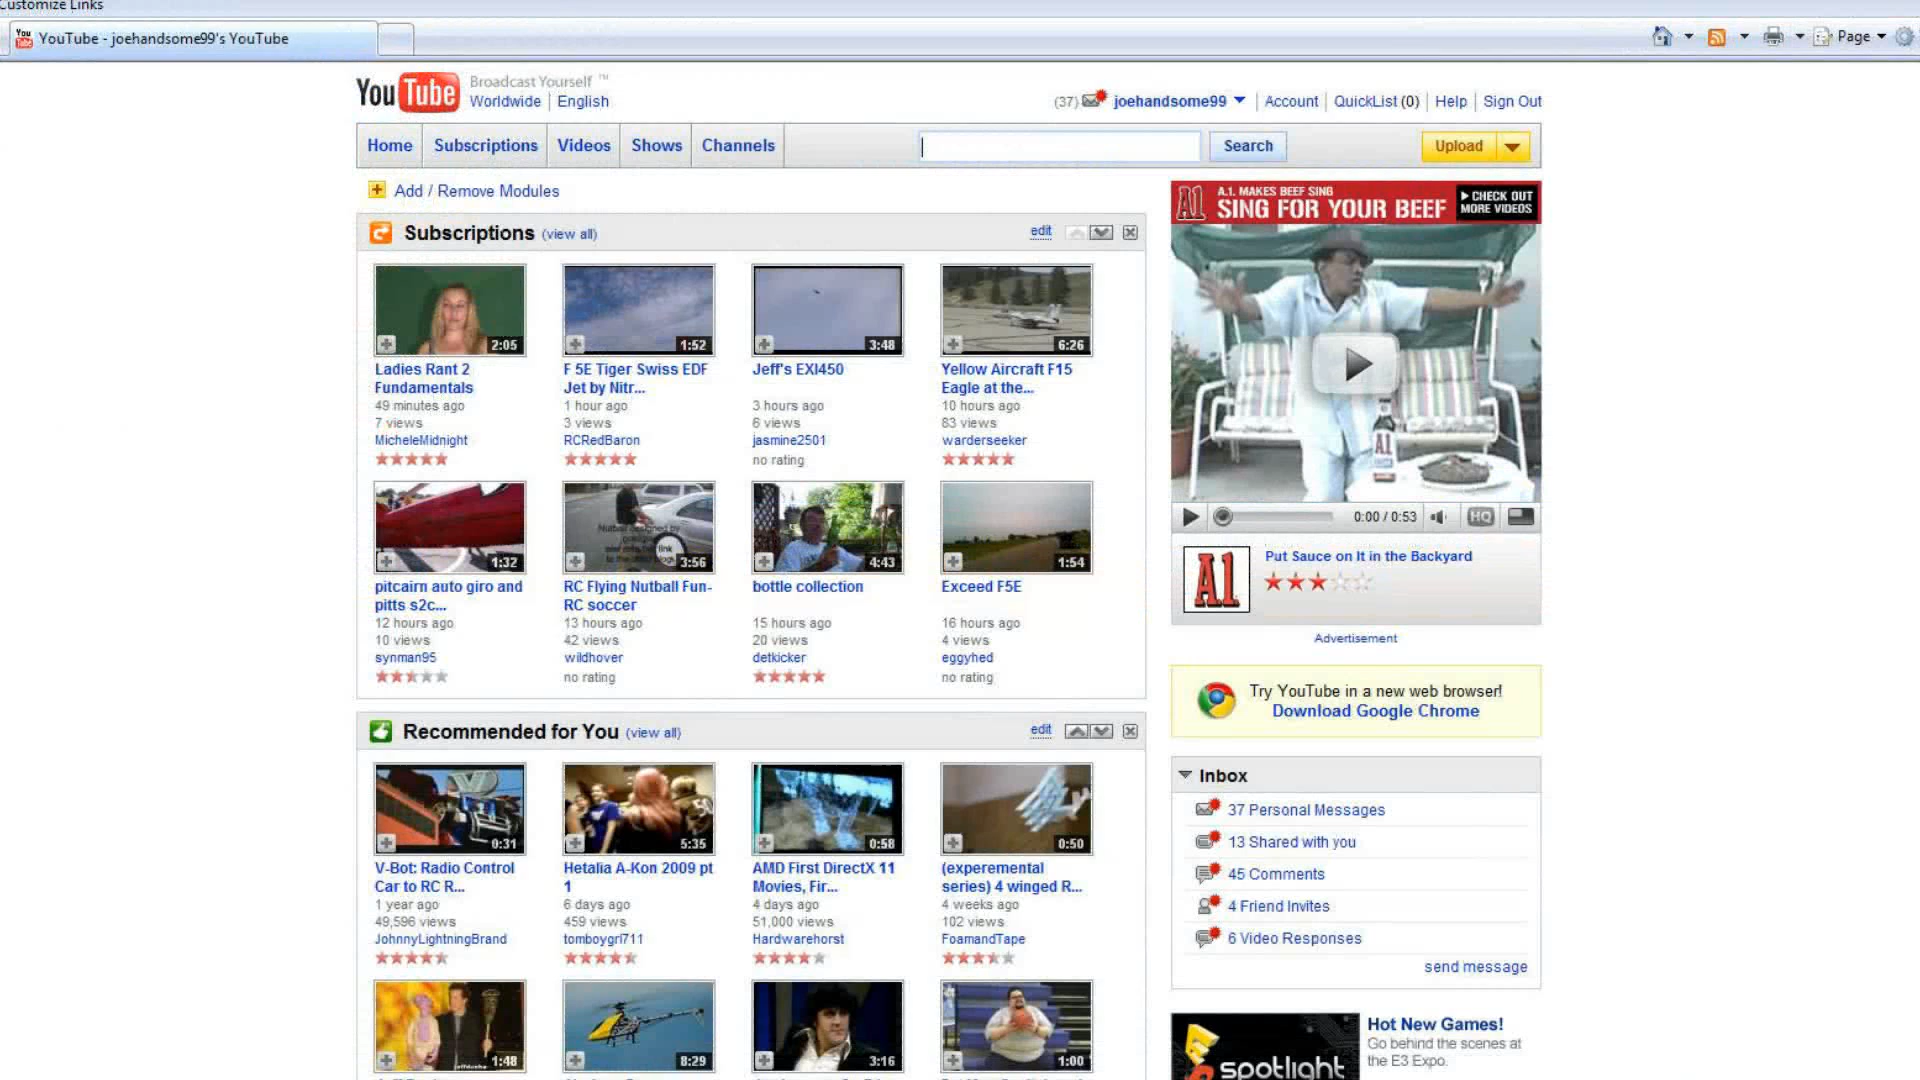 Customize Links
You Tube YouTube - joehandsome99's YouTube
Page
YouTube Broadcast Yourself ™
Worldwide | English
(37) joehandsome99 | Account | QuickList (0) | Help | Sign Out
Home Subscriptions Videos Shows Channels Search Upload
Add / Remove Modules
Subscriptions (view all) edit
2:05 1:52 3:48 6:26
Ladies Rant 2 Fundamentals
49 minutes ago
7 views
MicheleMidnight
F 5E Tiger Swiss EDF Jet by Nitr...
1 hour ago
3 views
RCRedBaron
Jeff's EXI450
3 hours ago
6 views
jasmine2501
no rating
Yellow Aircraft F15 Eagle at the...
10 hours ago
83 views
warderseeker
1:32 3:56 4:43 1:54
pitcairn auto giro and pitts s2c...
12 hours ago
10 views
synman95
RC Flying Nutball Fun- RC soccer
13 hours ago
42 views
wildhover
no rating
bottle collection
15 hours ago
20 views
detkicker
Exceed F5E
16 hours ago
4 views
eggyhed
no rating
Recommended for You (view all) edit
0:31 5:35 0:58 0:50
V-Bot: Radio Control Car to RC R...
1 year ago
49,596 views
JohnnyLightningBrand
Hetalia A-Kon 2009 pt 1
6 days ago
459 views
tomboygrl711
AMD First DirectX 11 Movies, Fir...
4 days ago
51,000 views
Hardwarehorst
(experemental series) 4 winged R...
4 weeks ago
102 views
FoamandTape
1:48 8:29 3:16 1:00
A1 A.1. MAKES BEEF SING
SING FOR YOUR BEEF
CHECK OUT
MORE VIDEOS
A1
0:00 / 0:53 HQ
A1 Put Sauce on It in the Backyard
Advertisement
Try YouTube in a new web browser!
Download Google Chrome
Inbox
37 Personal Messages
13 Shared with you
45 Comments
4 Friend Invites
6 Video Responses
send message
spotlight
Hot New Games!
Go behind the scenes at
the E3 Expo.